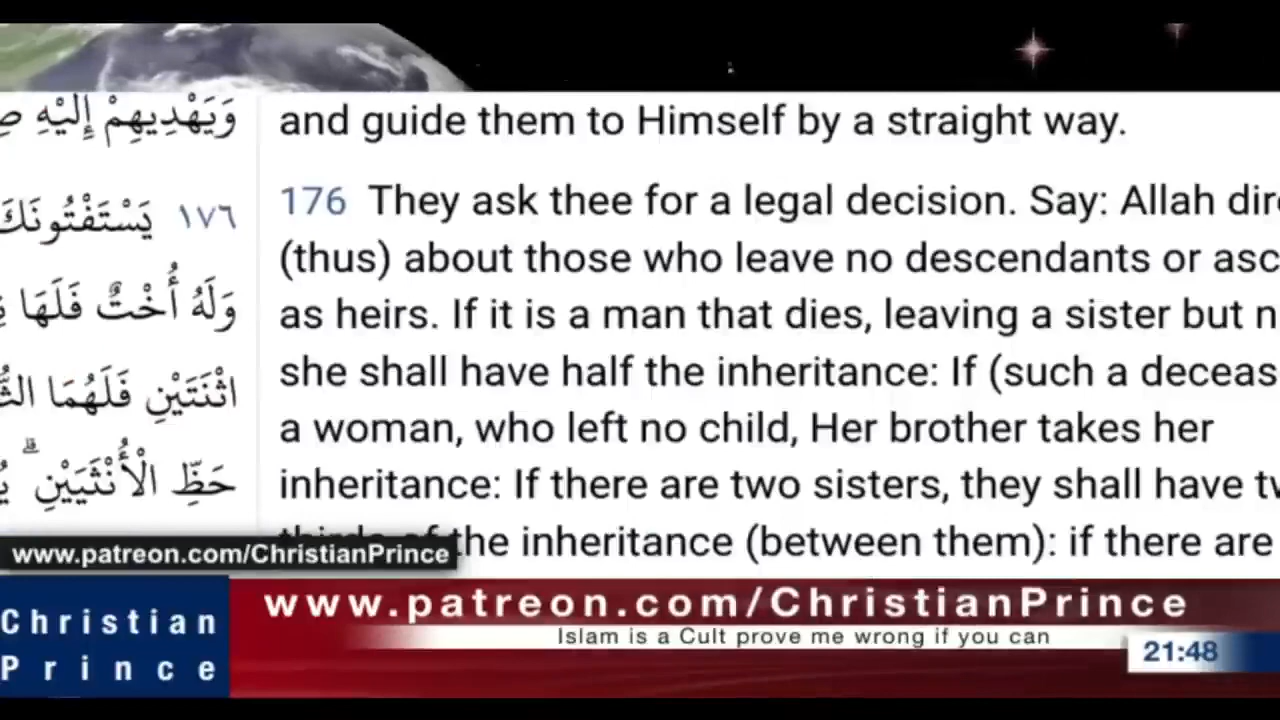 وَيَهْدِيهِمْ إِلَيْهِ
and guide them to Himself by a straight way.
١٧٦ يَسْتَفْتُونَكَ
176 They ask thee for a legal decision. Say: Allah dire
(thus) about those who leave no descendants or asc
وَلَهُ أُخْتٌ فَلَهَا
as heirs. If it is a man that dies, leaving a sister but n
اثْنَتَيْنِ فَلَهُمَا
she shall have half the inheritance: If (such a deceas
a woman, who left no child, Her brother takes her
حَظِّ الْأُنْثَيَيْنِ ۗ
inheritance: If there are two sisters, they shall have tw
the inheritance (between them): if there are
www.patreon.com/ChristianPrince
Christian
Prince
www.patreon.com/ChristianPrince
Islam is a Cult prove me wrong if you can
21:48